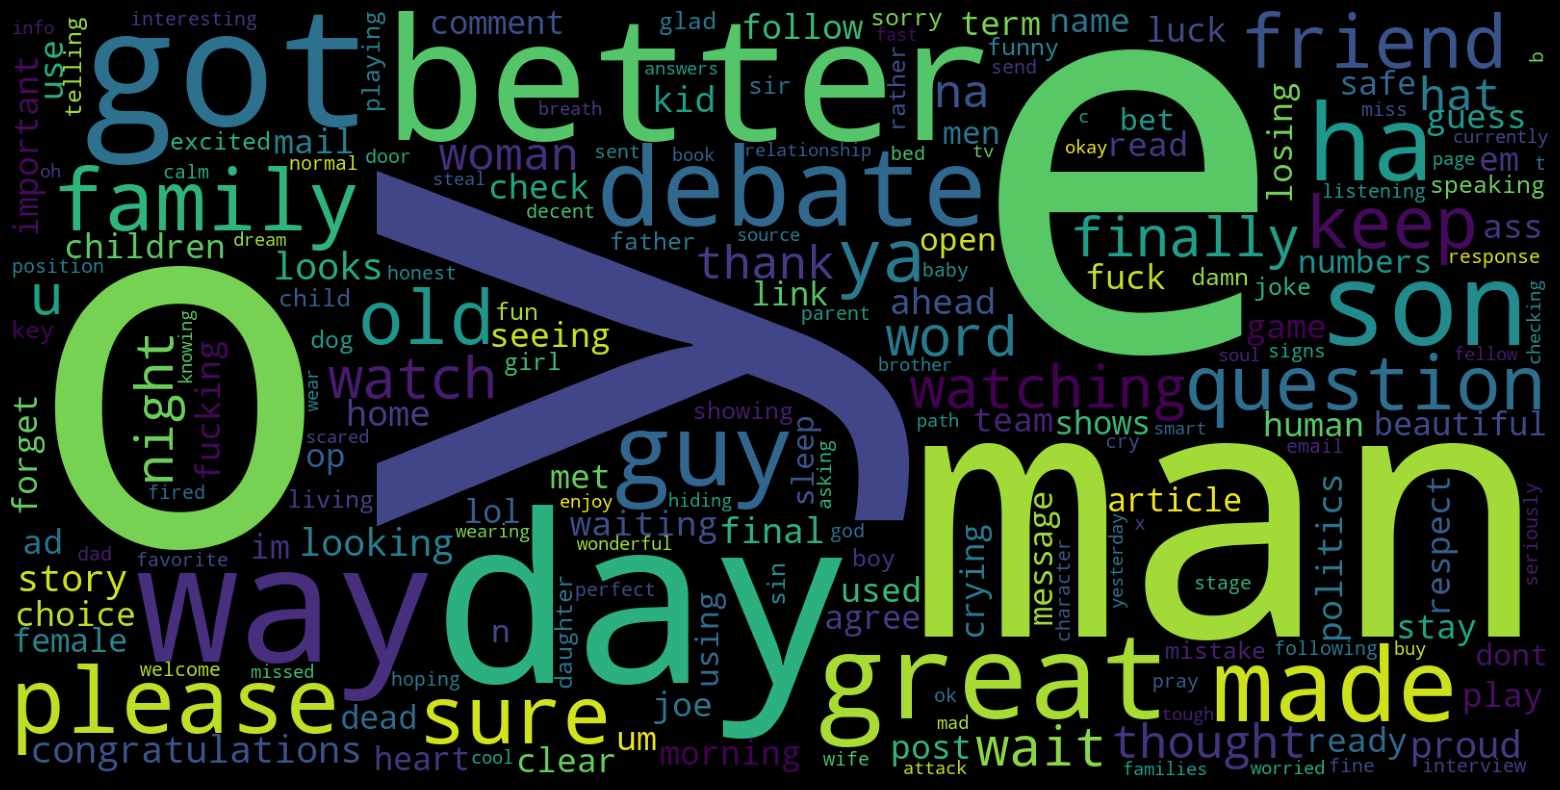 info
interesting
got
better
e
comment
glad
follow
sorry
term
name
luck
friend
use
telling
playing
answers
kid
sir
rather
fast
funny
send
na
safe
hat
b
important
excited
mail
breath
men
c
bet
losing
ha
miss
guess
currently
oh
calm
normal
door
woman
sent
book
relationship
bed
tv
okay
read
em
page
t
family
steal
check
decent
debate
listening
speaking
children
dream
looks
honest
father
source
thank
ya
open
baby
finally
keep
ass
numbers
response
position
u
child
old
fun
seeing
link
parent
ahead
fuck
damn
joke
son
checking
key
o
night
knowing
fucking
dog
girl
y
word
brother
game
soul
signs
fellow
forget
wear
watch
home
watching
question
scared
op
showing
guy
sleep
path
team
shows
cry
smart
human
email
beautiful
fired
living
met
asking
man
lol
enjoy
hiding
article
message
ad
dad
favorite
im
looking
wearing
waiting
wonderful
final
god
boy
crying
character
yesterday
x
politics
respect
seriously
story
choice
way
day
perfect
sin
used
stage
female
n
daughter
using
agree
stay
welcome
missed
hoping
great
mistake
following
buy
dont
please
dead
sure
joe
ok
pray
made
play
um
mad
tough
congratulations
heart
cool
clear
morning
wife
post
attack
wait
thought
families
ready
worried
fine
proud
interview